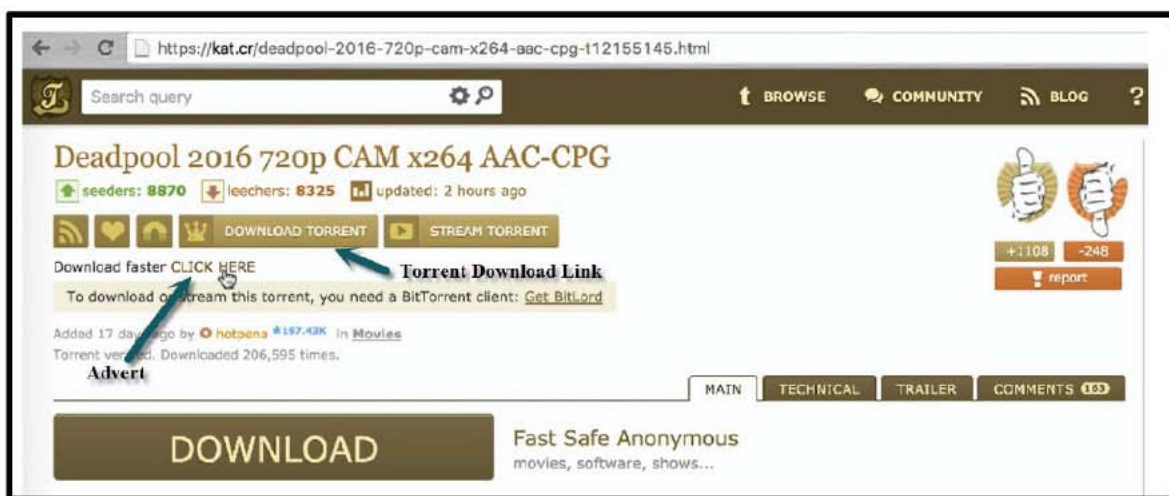 https://kat.cr/deadpool-2016-720p-cam-x264-aac-cpg-t12155145.html
Search query
t BROWSE COMMUNITY BLOG ?
Deadpool 2016 720p CAM x264 AAC-CPG
seeders: 8870 leechers: 8325 updated: 2 hours ago
DOWNLOAD TORRENT STREAM TORRENT
+1108 -248
Download faster CLICK HERE
Torrent Download Link
report
To download or stream this torrent, you need a BitTorrent client: Get BitLord
Added 17 days ago by hotpena 197.43K in Movies
Torrent verified. Downloaded 206,595 times.
Advert
MAIN TECHNICAL TRAILER COMMENTS 163
DOWNLOAD
Fast Safe Anonymous
movies, software, shows...